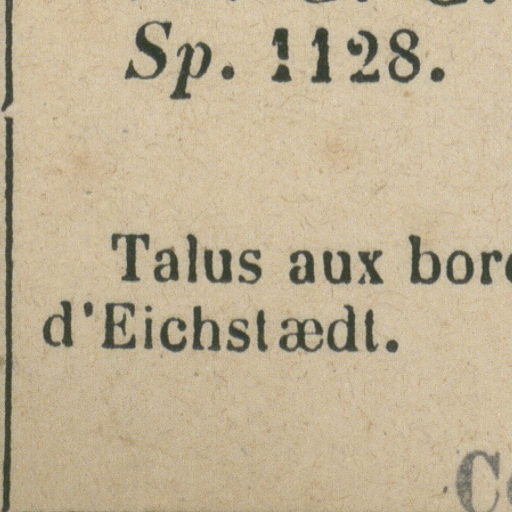 Sp. 1128.
Talus aux bor
d'Eichstædt.